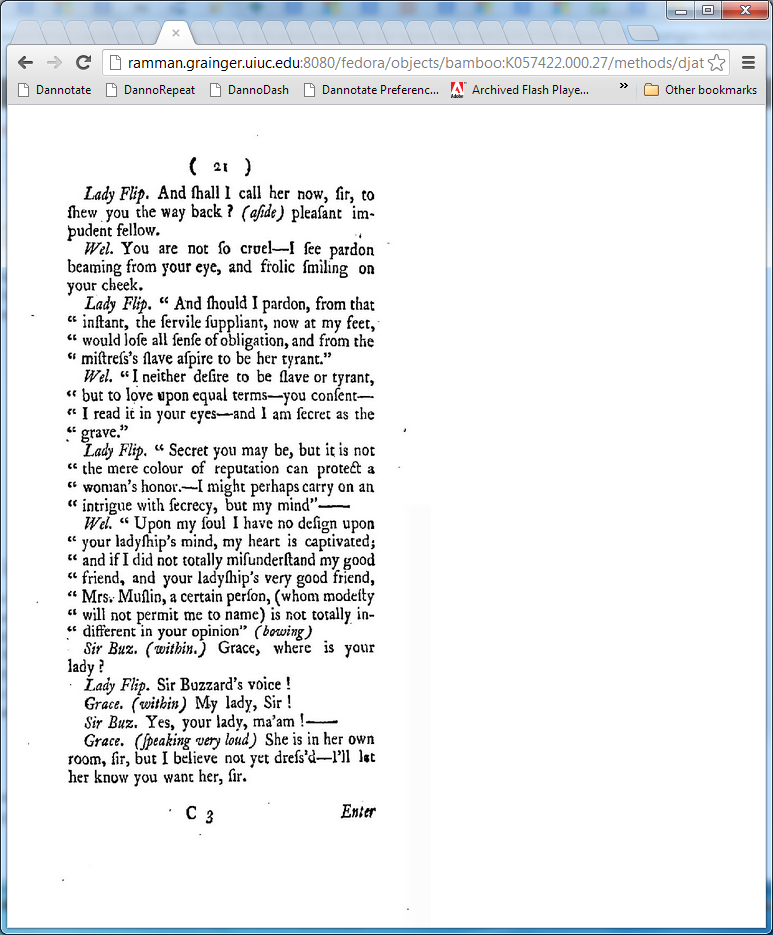 ramman.grainger.uiuc.edu:8080/fedora/objects/bamboo:K057422.000.27/methods/djat
Dannotate DannoRepeat DannoDash Dannotate Preferenc... Archived Flash Playe... » Other bookmarks
( 21 )
Lady Flip. And ſhall I call her now, ſir, to
ſhew you the way back ? (aſide) pleaſant im-
pudent fellow.
Wel. You are not ſo cruel—I ſee pardon
beaming from your eye, and frolic ſmiling on
your cheek.
Lady Flip. “ And ſhould I pardon, from that
“ inſtant, the ſervile ſuppliant, now at my feet,
“ would loſe all ſenſe of obligation, and from the
“ miſtreſs's ſlave aſpire to be her tyrant.”
Wel. “ I neither deſire to be ſlave or tyrant,
“ but to love upon equal terms—you conſent—
“ I read it in your eyes—and I am ſecret as the
“ grave.”
Lady Flip. “ Secret you may be, but it is not
“ the mere colour of reputation can protect a
“ woman's honor.—I might perhaps carry on an
“ intrigue with ſecrecy, but my mind”——
Wel. “ Upon my ſoul I have no deſign upon
“ your ladyſhip's mind, my heart is captivated;
“ and if I did not totally miſunderſtand my good
“ friend, and your ladyſhip's very good friend,
“ Mrs. Muſlin, a certain perſon, (whom modeſty
“ will not permit me to name) is not totally in-
“ different in your opinion” (bowing)
Sir Buz. (within.) Grace, where is your
lady ?
Lady Flip. Sir Buzzard's voice !
Grace. (within) My lady, Sir !
Sir Buz. Yes, your lady, ma'am !——
Grace. (ſpeaking very loud) She is in her own
room, ſir, but I believe not yet dreſs'd—I'll let
her know you want her, ſir.
C 3 Enter